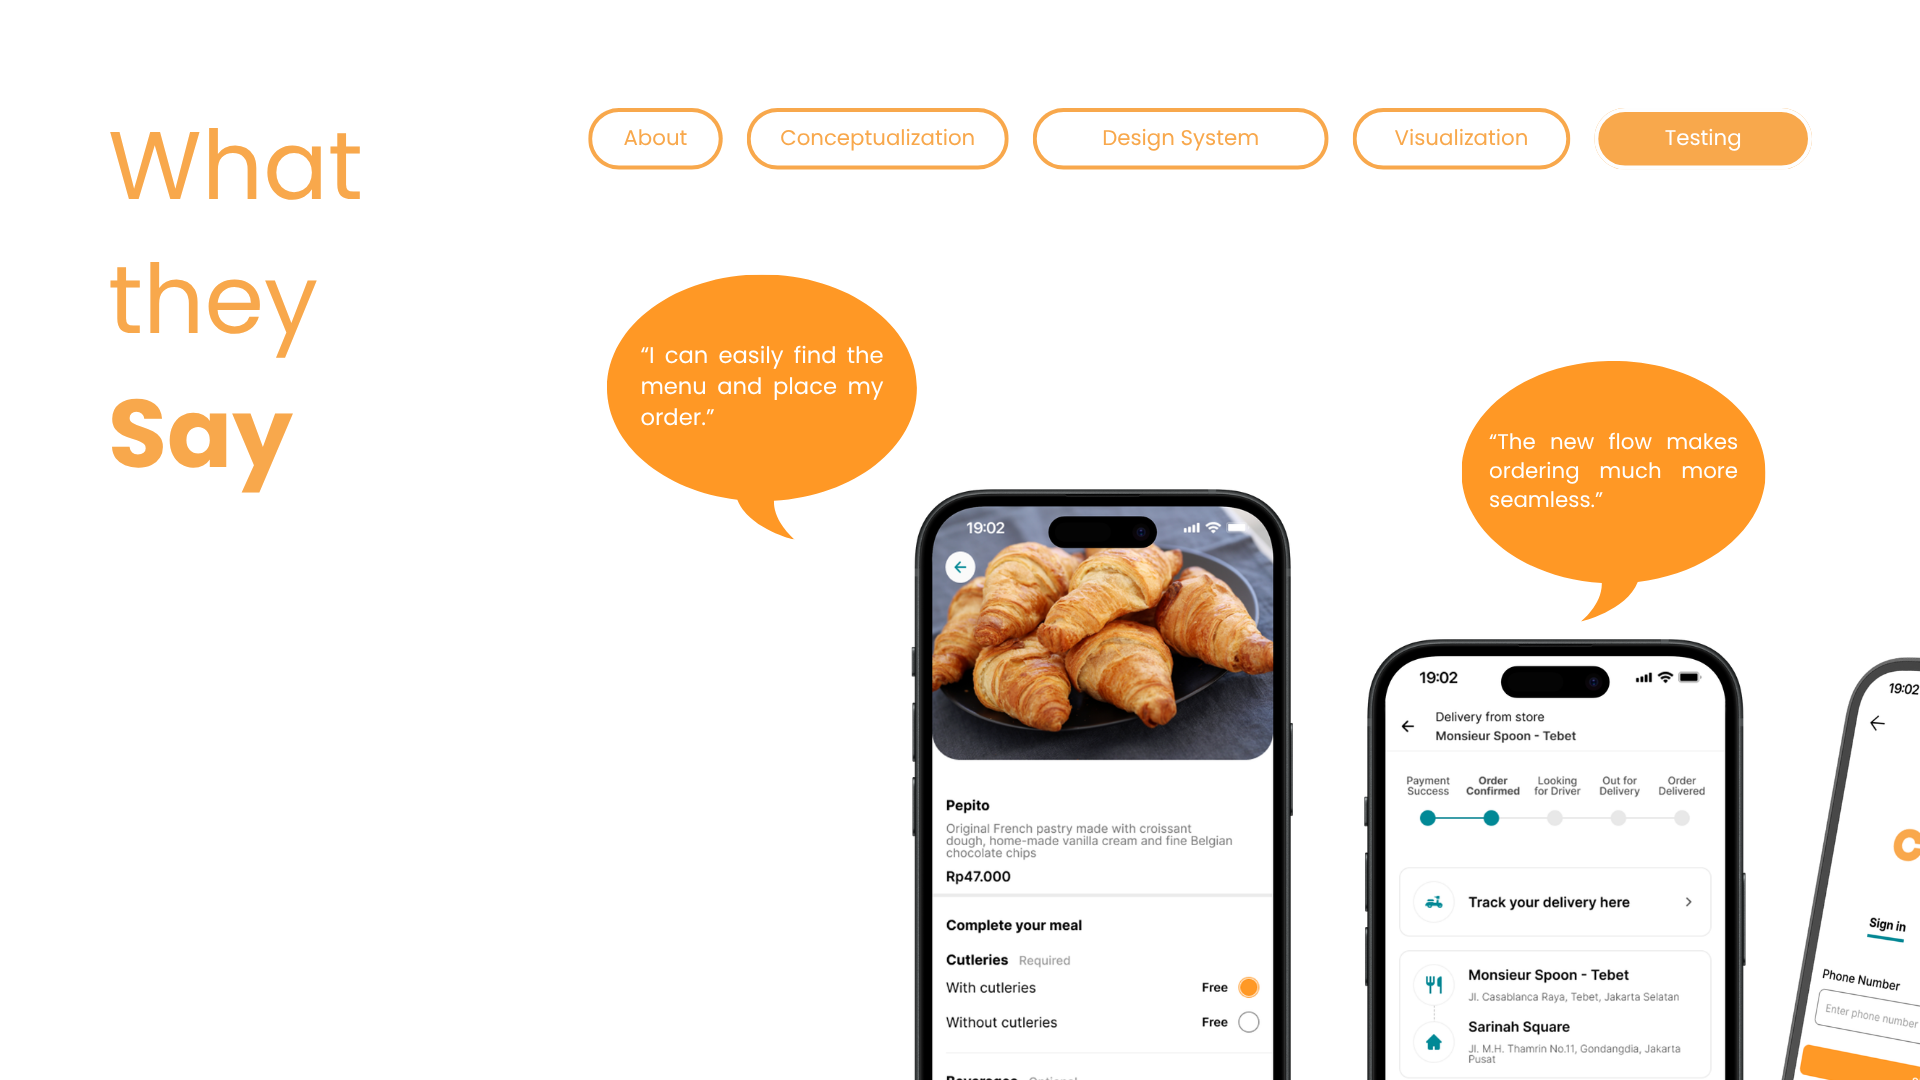 What
they
Say
About
Conceptualization
Design System
Visualization
Testing
“I can easily find the
menu and place my
order.”
“The new flow makes
ordering much more
seamless.”
19:02
Pepito
Original French pastry made with croissant
dough, home-made vanilla cream and fine Belgian
chocolate chips
Rp47.000
Complete your meal
Cutleries Required
With cutleries Free
Without cutleries Free
19:02
Delivery from store
Monsieur Spoon - Tebet
Payment
Success
Order
Confirmed
Looking
for Driver
Out for
Delivery
Order
Delivered
Track your delivery here
Monsieur Spoon - Tebet
Jl. Casablanca Raya, Tebet, Jakarta Selatan
Sarinah Square
Jl. M.H. Thamrin No.11, Gondangdia, Jakarta
Pusat
19:02
Sign in
Phone Number
Enter phone number